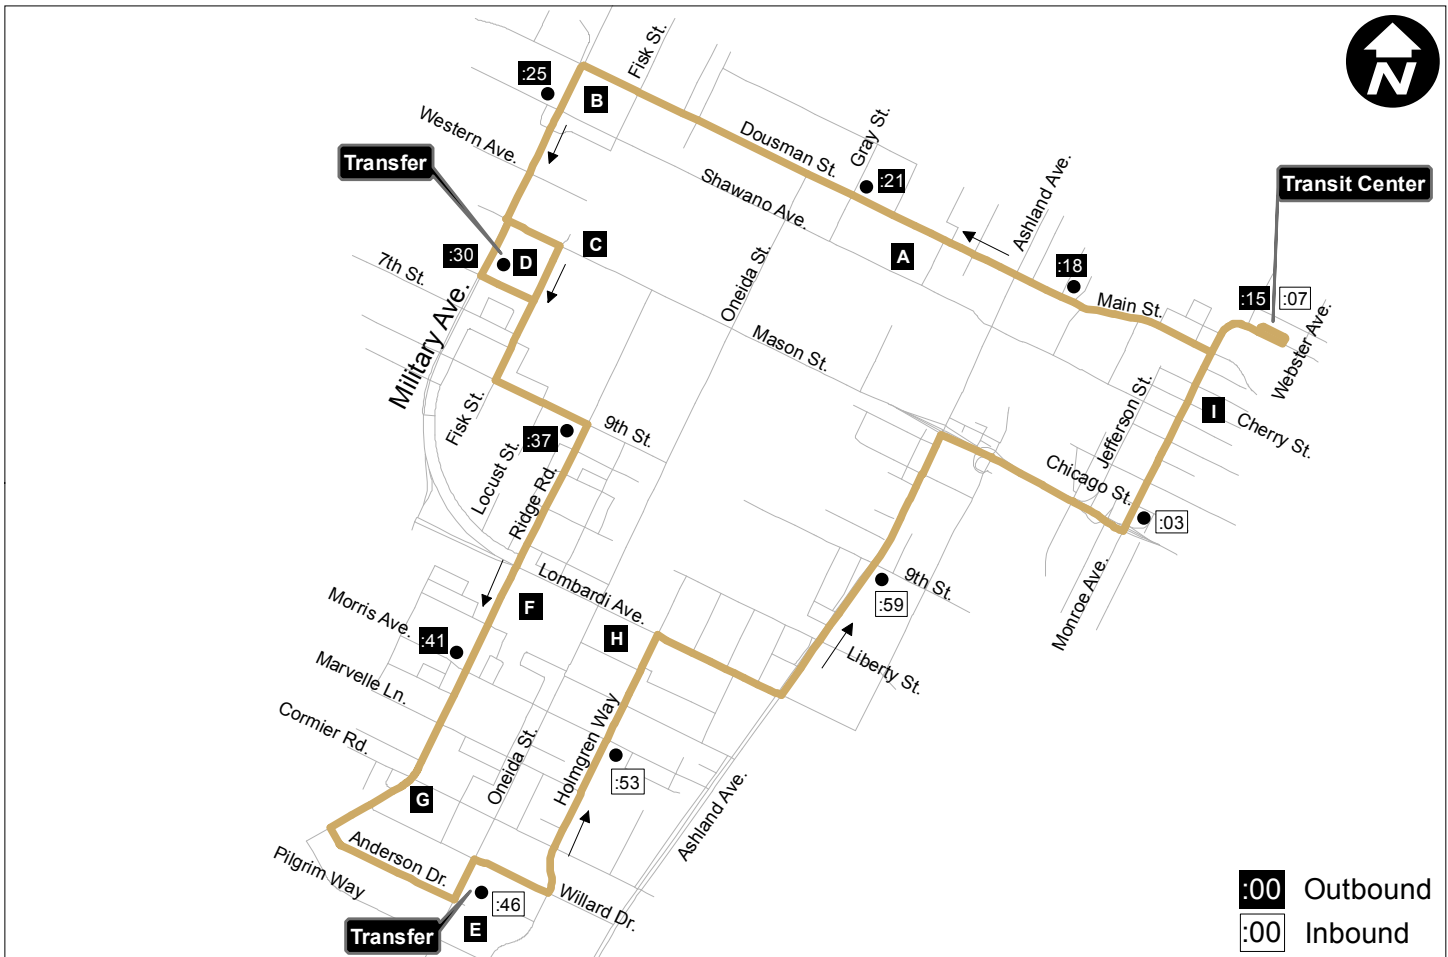 Fisk St.
:25
B
N
Western Ave.
Dousman St.
Gray St.
Transfer
Shawano Ave.
:21
Ashland Ave.
Transit Center
C
A
:30
D
7th St.
Oneida St.
:18
Main St.
:15
:07
Webster Ave.
Military Ave.
Mason St.
Fisk St.
:37
9th St.
Jefferson St.
I
Cherry St.
Locust St.
Ridge Rd.
Chicago St.
:03
Lombardi Ave.
9th St.
:59
Monroe Ave.
F
Morris Ave.
:41
H
Liberty St.
Marvelle Ln.
Cormier Rd.
Oneida St.
Holmgren Way
:53
G
Ashland Ave.
Anderson Dr.
Pilgrim Way
Willard Dr.
:46
E
Transfer
:00 Outbound
:00 Inbound